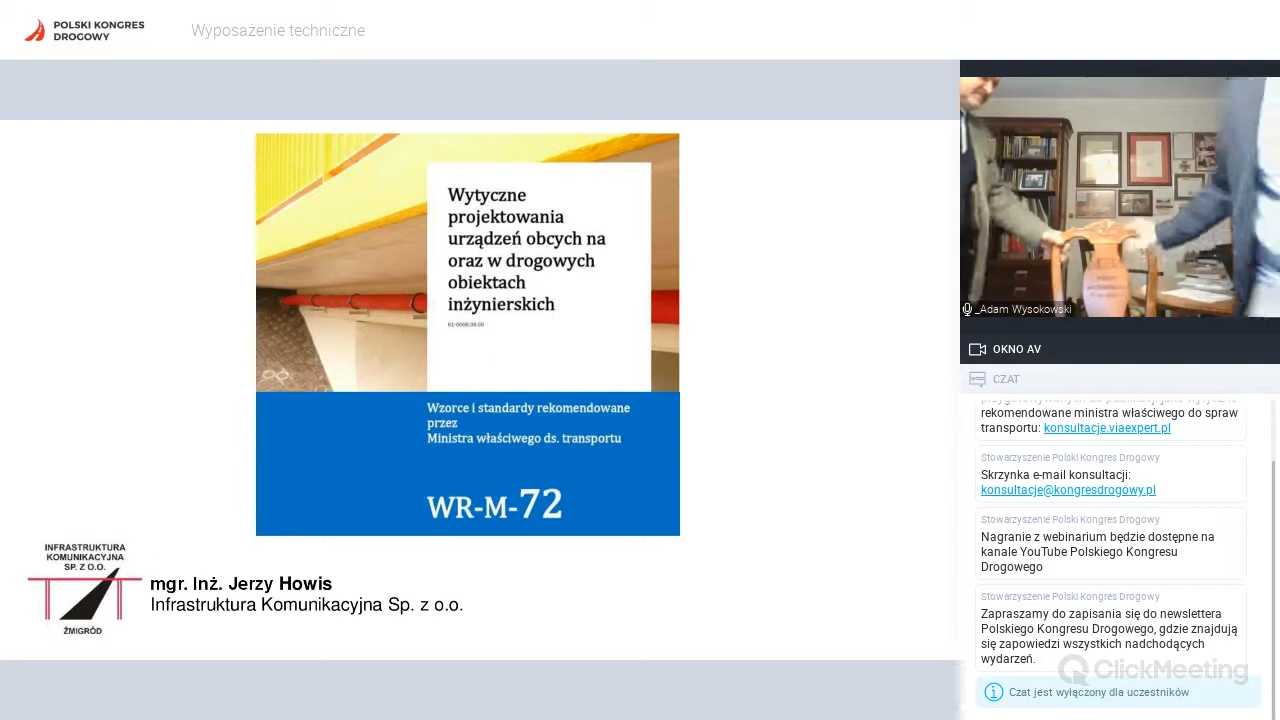 POLSKI KONGRES
DROGOWY
Wyposażenie techniczne
Wytyczne
projektowania
urządzeń obcych na
oraz w drogowych
obiektach
inżynierskich
Wzorce i standardy rekomendowane
przez
Ministra właściwego ds. transportu
WR-M-72
INFRASTRUKTURA
KOMUNIKACYJNA
SP. Z O.O.
ŻMIGRÓD
mgr. Inż. Jerzy Howis
Infrastruktura Komunikacyjna Sp. z o.o.
_Adam Wysokowski
OKNO AV
CZAT
rekomendowane ministra właściwego do spraw
transportu: konsultacje.viaexpert.pl
Stowarzyszenie Polski Kongres Drogowy
Skrzynka e-mail konsultacji:
konsultacje@kongresdrogowy.pl
Stowarzyszenie Polski Kongres Drogowy
Nagranie z webinarium będzie dostępne na
kanale YouTube Polskiego Kongresu
Drogowego
Stowarzyszenie Polski Kongres Drogowy
Zapraszamy do zapisania się do newslettera
Polskiego Kongresu Drogowego, gdzie znajdują
się zapowiedzi wszystkich nadchodzących
wydarzeń.
ClickMeeting
Czat jest wyłączony dla uczestników